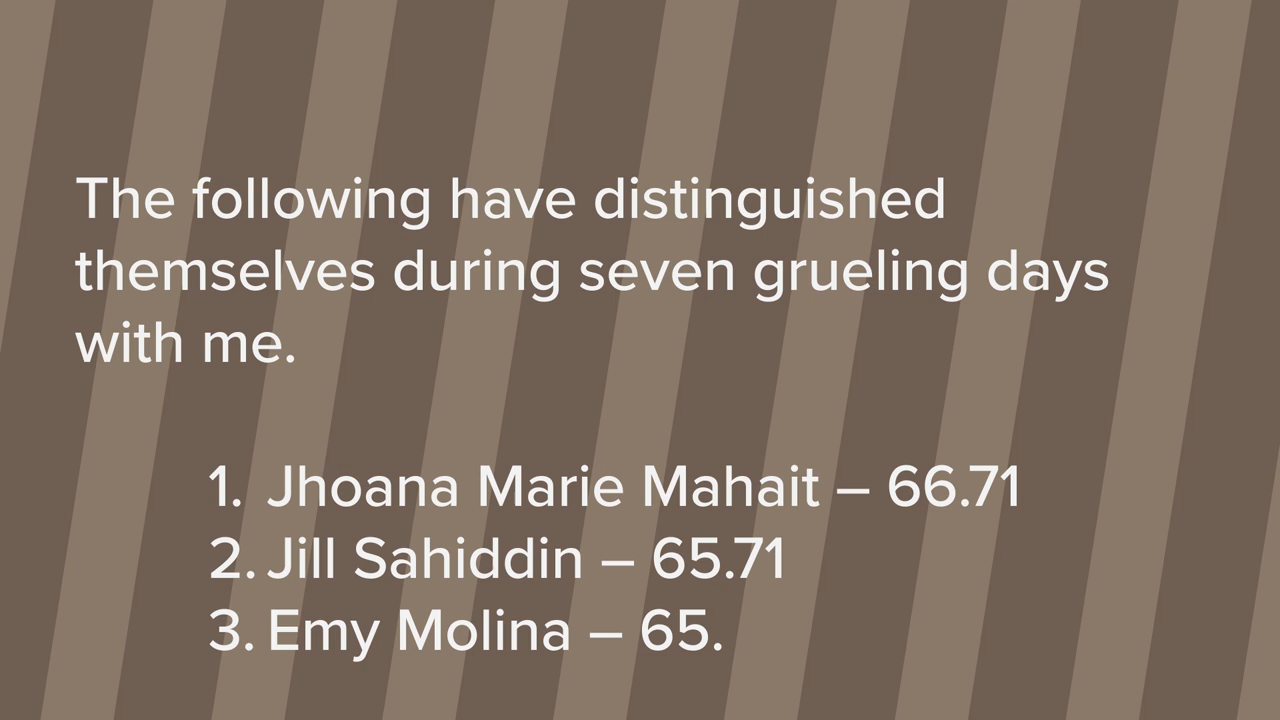 The following have distinguished
themselves during seven grueling days
with me.
1. Jhoana Marie Mahait – 66.71
2. Jill Sahiddin – 65.71
3. Emy Molina – 65.